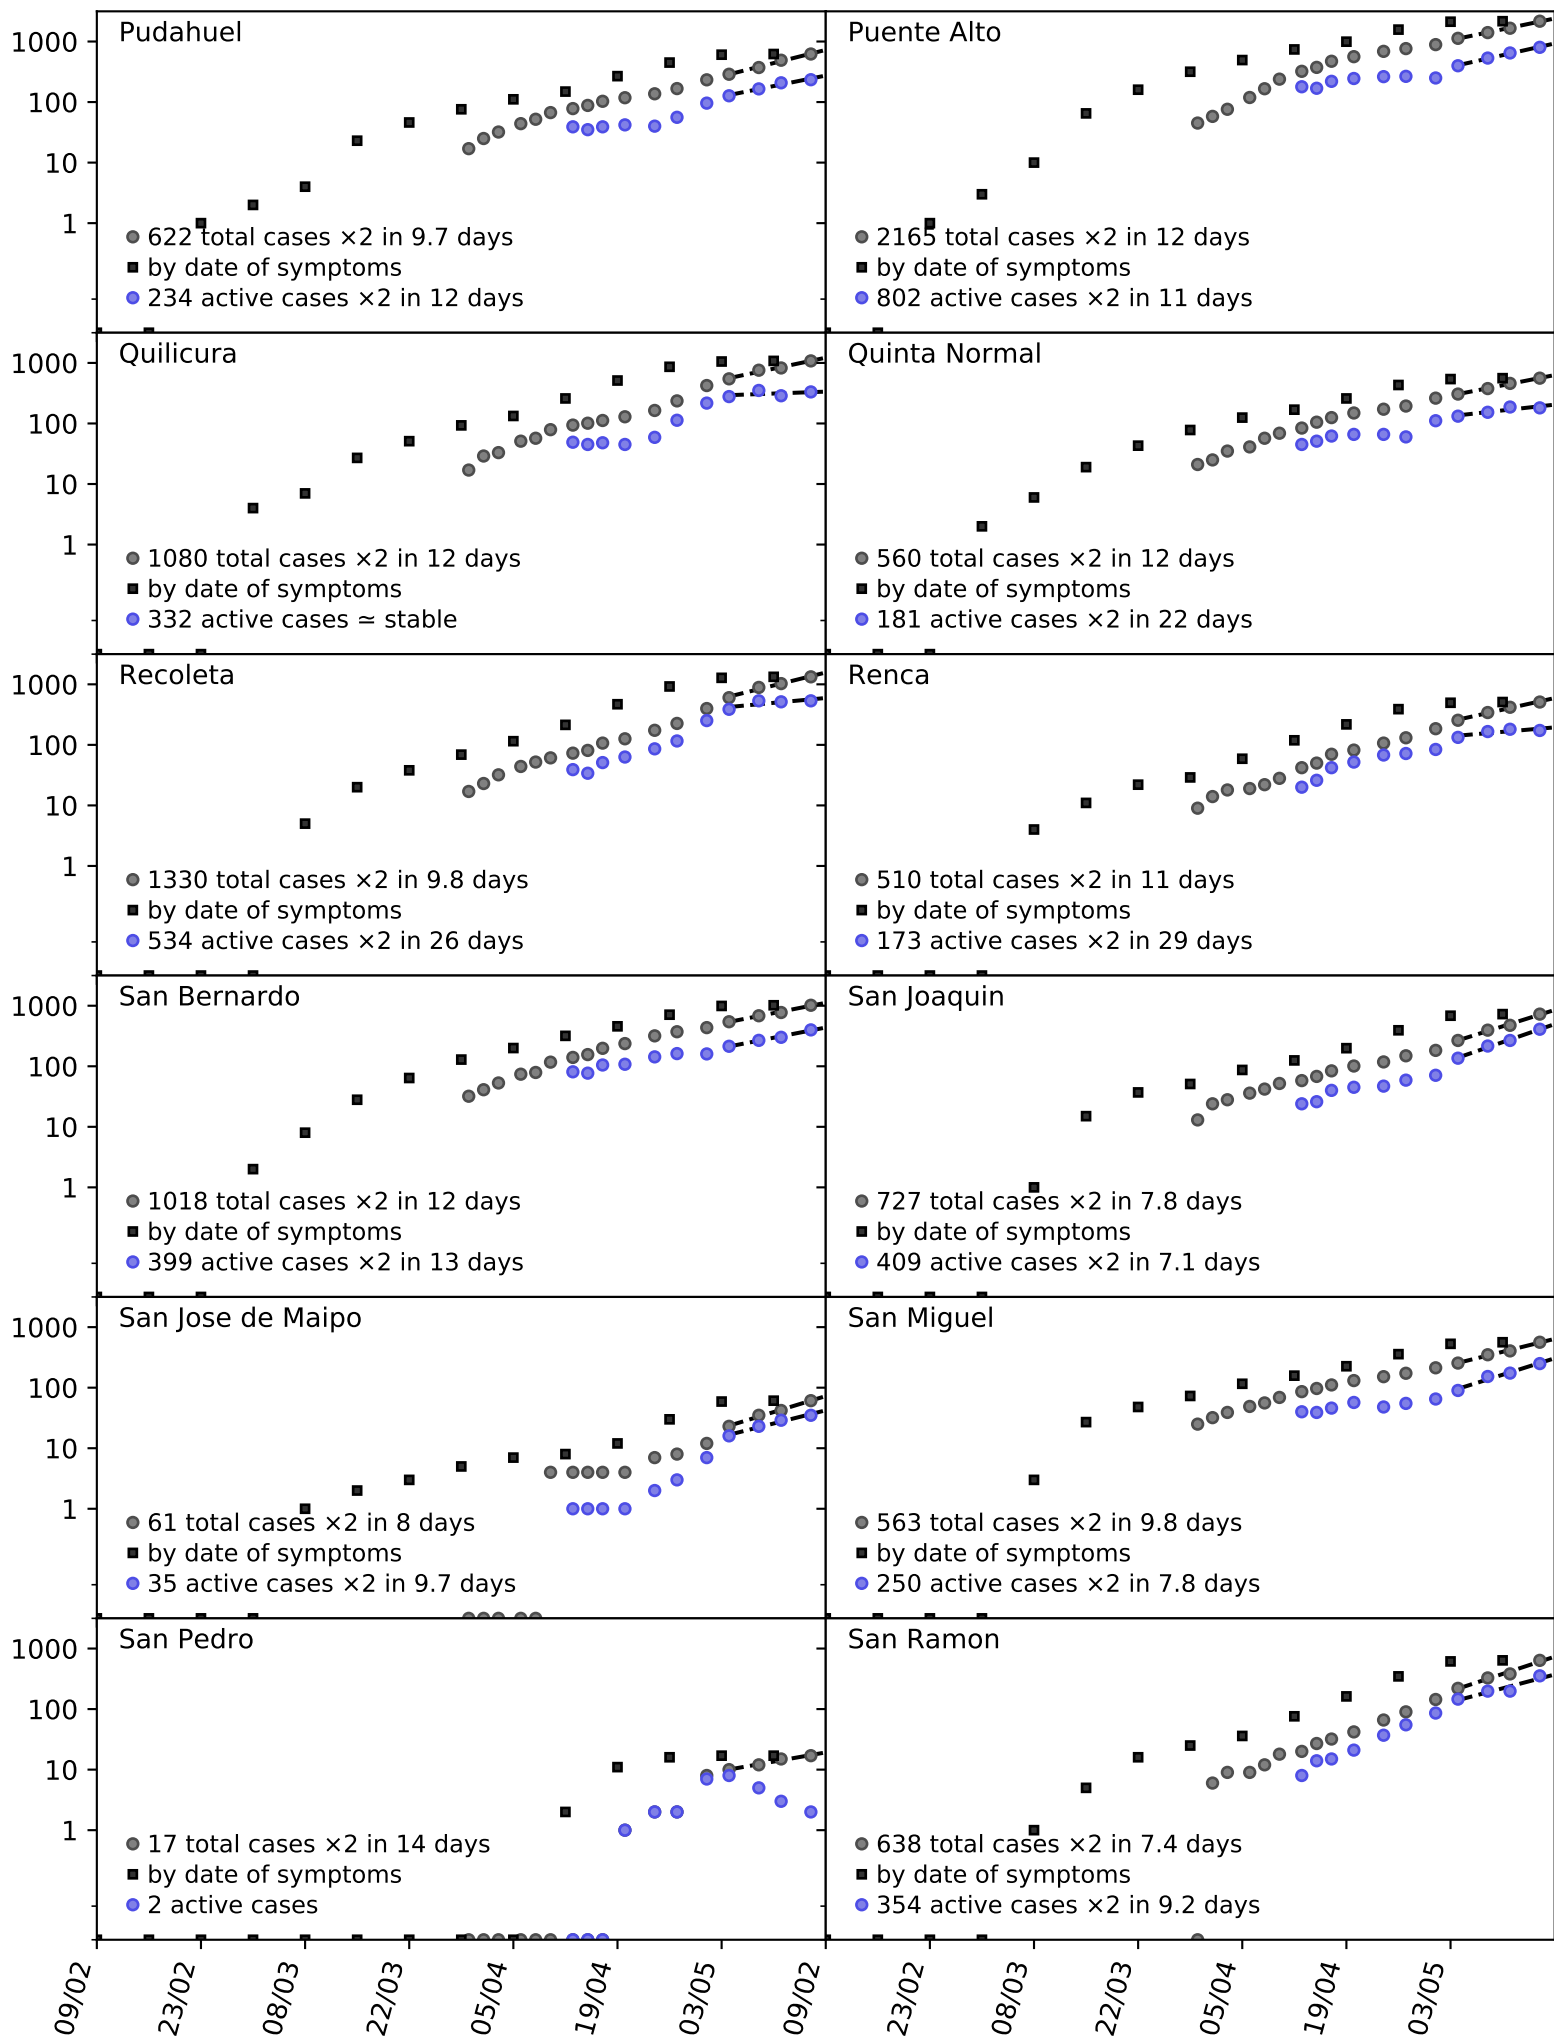 Pudahuel
1000
100
10
1
622 total cases ×2 in 9.7 days
by date of symptoms
234 active cases ×2 in 12 days
Puente Alto
2165 total cases ×2 in 12 days
by date of symptoms
802 active cases ×2 in 11 days
Quilicura
1000
100
10
1
1080 total cases ×2 in 12 days
by date of symptoms
332 active cases ≃ stable
Quinta Normal
560 total cases ×2 in 12 days
by date of symptoms
181 active cases ×2 in 22 days
Recoleta
1000
100
10
1
1330 total cases ×2 in 9.8 days
by date of symptoms
534 active cases ×2 in 26 days
Renca
510 total cases ×2 in 11 days
by date of symptoms
173 active cases ×2 in 29 days
San Bernardo
1000
100
10
1
1018 total cases ×2 in 12 days
by date of symptoms
399 active cases ×2 in 13 days
San Joaquin
727 total cases ×2 in 7.8 days
by date of symptoms
409 active cases ×2 in 7.1 days
San Jose de Maipo
1000
100
10
1
61 total cases ×2 in 8 days
by date of symptoms
35 active cases ×2 in 9.7 days
San Miguel
563 total cases ×2 in 9.8 days
by date of symptoms
250 active cases ×2 in 7.8 days
San Pedro
1000
100
10
1
17 total cases ×2 in 14 days
by date of symptoms
2 active cases
San Ramon
638 total cases ×2 in 7.4 days
by date of symptoms
354 active cases ×2 in 9.2 days
09/02
23/02
08/03
22/03
05/04
19/04
03/05
09/02
23/02
08/03
22/03
05/04
19/04
03/05